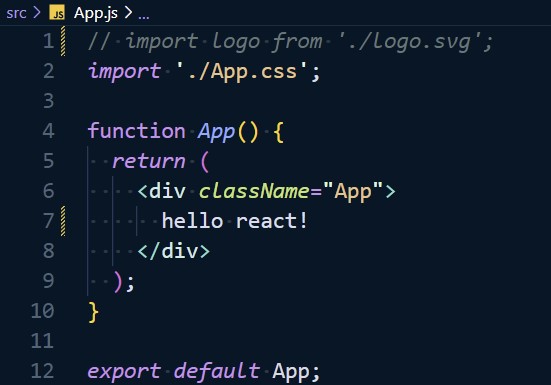 src > JS App.js > ...
1 // import logo from './logo.svg';
2 import './App.css';
3
4 function App() {
5   return (
6     <div className="App">
7       hello react!
8     </div>
9   );
10 }
11
12 export default App;